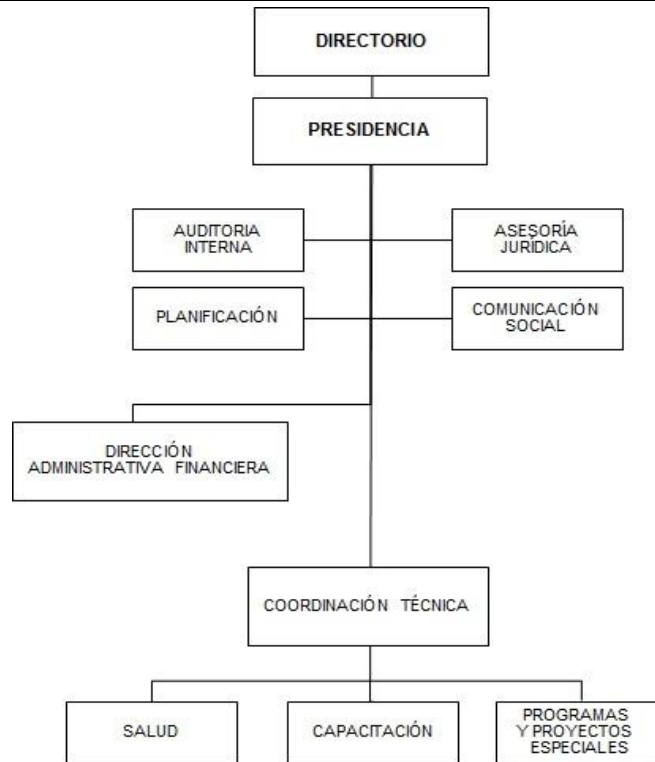 DIRECTORIO
PRESIDENCIA
AUDITORIA
INTERNA
ASESORÍA
JURÍDICA
PLANIFICACIÓN
COMUNICACIÓN
SOCIAL
DIRECCIÓN
ADMINISTRATIVA FINANCIERA
COORDINACIÓN TÉCNICA
SALUD
CAPACITACIÓN
PROGRAMAS
Y PROYECTOS
ESPECIALES